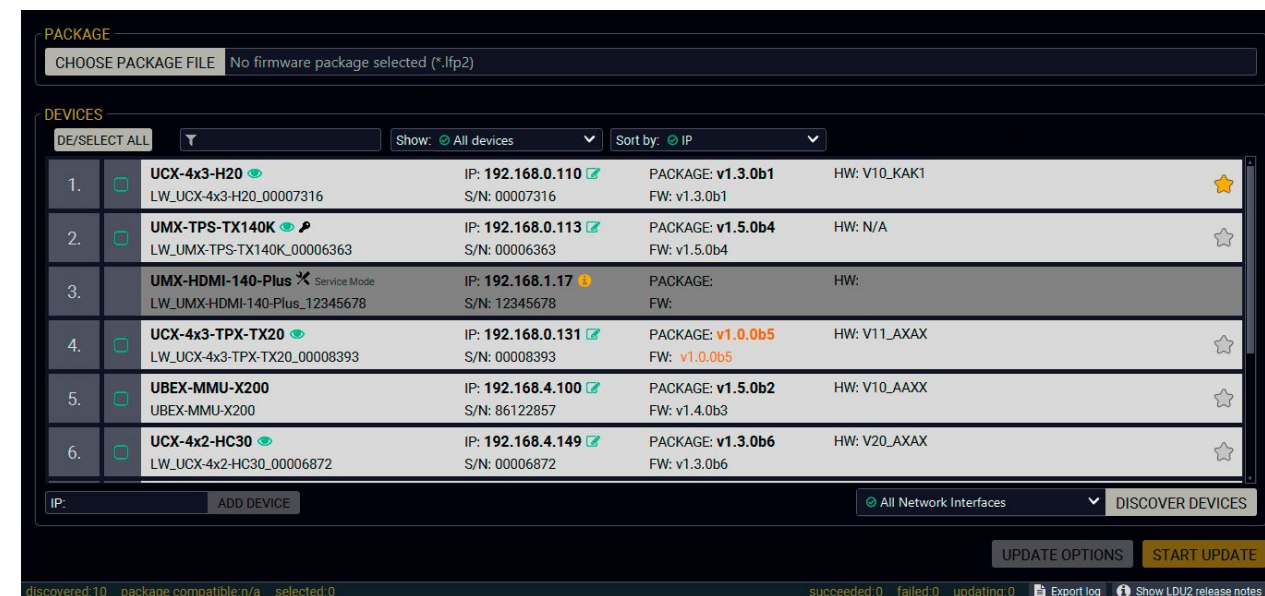 PACKAGE
CHOOSE PACKAGE FILE No firmware package selected (*.lfp2)
DEVICES
DE/SELECT ALL Show: All devices Sort by: IP
1. UCX-4x3-H20 IP: 192.168.0.110 PACKAGE: v1.3.0b1 HW: V10_KAK1
LW_UCX-4x3-H20_00007316 S/N: 00007316 FW: v1.3.0b1
2. UMX-TPS-TX140K IP: 192.168.0.113 PACKAGE: v1.5.0b4 HW: N/A
LW_UMX-TPS-TX140K_00006363 S/N: 00006363 FW: v1.5.0b4
3. UMX-HDMI-140-Plus Service Mode IP: 192.168.1.17 PACKAGE: HW:
LW_UMX-HDMI-140-Plus_12345678 S/N: 12345678 FW:
4. UCX-4x3-TPX-TX20 IP: 192.168.0.131 PACKAGE: v1.0.0b5 HW: V11_AXAX
LW_UCX-4x3-TPX-TX20_00008393 S/N: 00008393 FW: v1.0.0b5
5. UBEX-MMU-X200 IP: 192.168.4.100 PACKAGE: v1.5.0b2 HW: V10_AAXX
UBEX-MMU-X200 S/N: 86122857 FW: v1.4.0b3
6. UCX-4x2-HC30 IP: 192.168.4.149 PACKAGE: v1.3.0b6 HW: V20_AXAX
LW_UCX-4x2-HC30_00006872 S/N: 00006872 FW: v1.3.0b6
IP: ADD DEVICE All Network Interfaces DISCOVER DEVICES
UPDATE OPTIONS START UPDATE
discovered:10 package compatible:n/a selected:0 succeeded:0 failed:0 updating:0 Export log Show LDU2 release notes